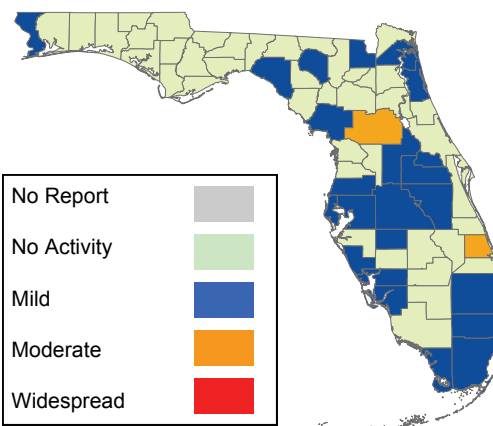 No Report
No Activity
Mild
Moderate
Widespread